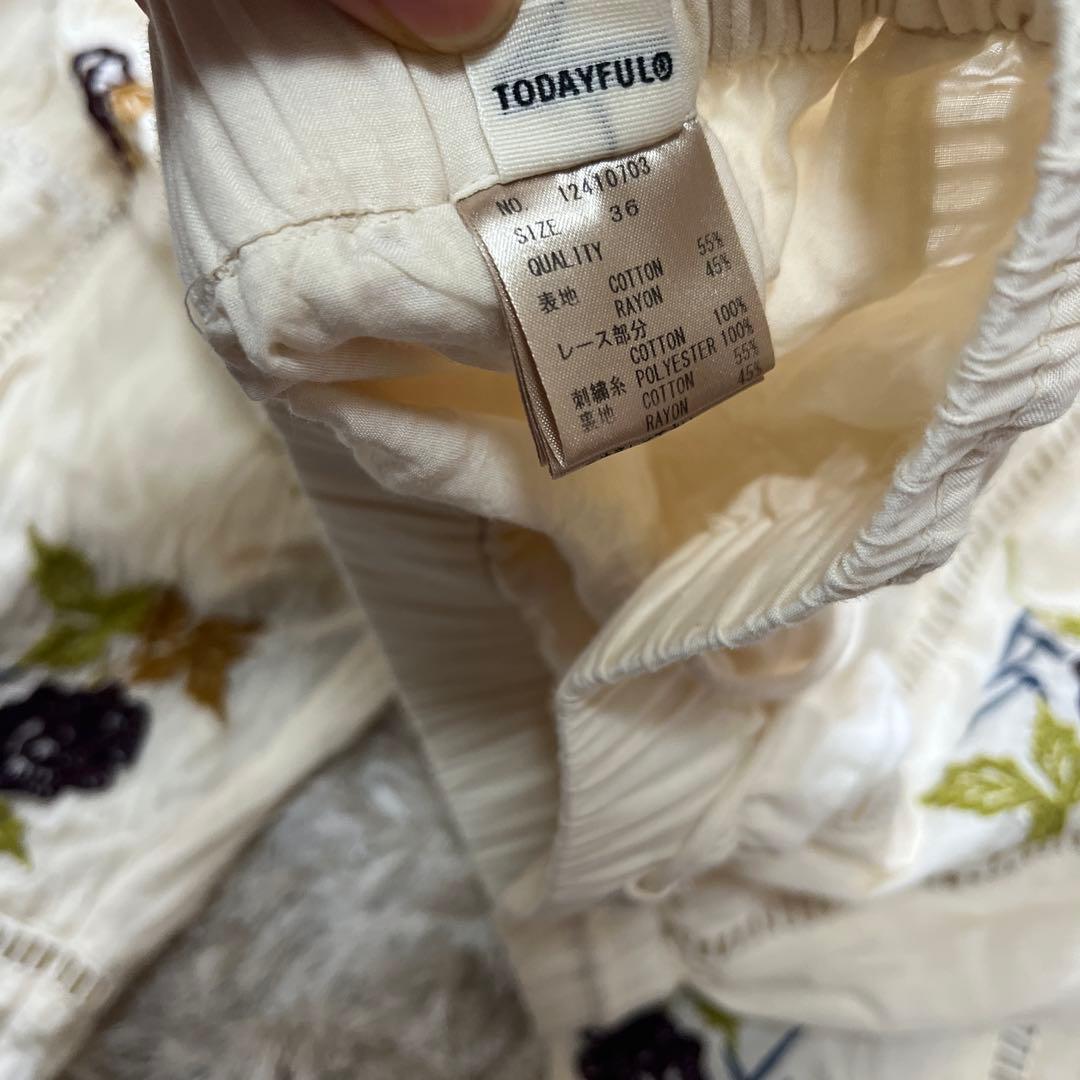 TODAYFUL®
NO. 12410703
SIZE 36
QUALITY
表地 COTTON 55%
RAYON 45%
レース部分
COTTON 100%
刺繍糸 POLYESTER 100%
裏地 COTTON 55%
RAYON 45%